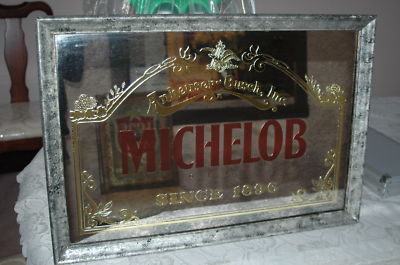 Anheuser-Busch, Inc.
MICHELOB
SINCE 1896